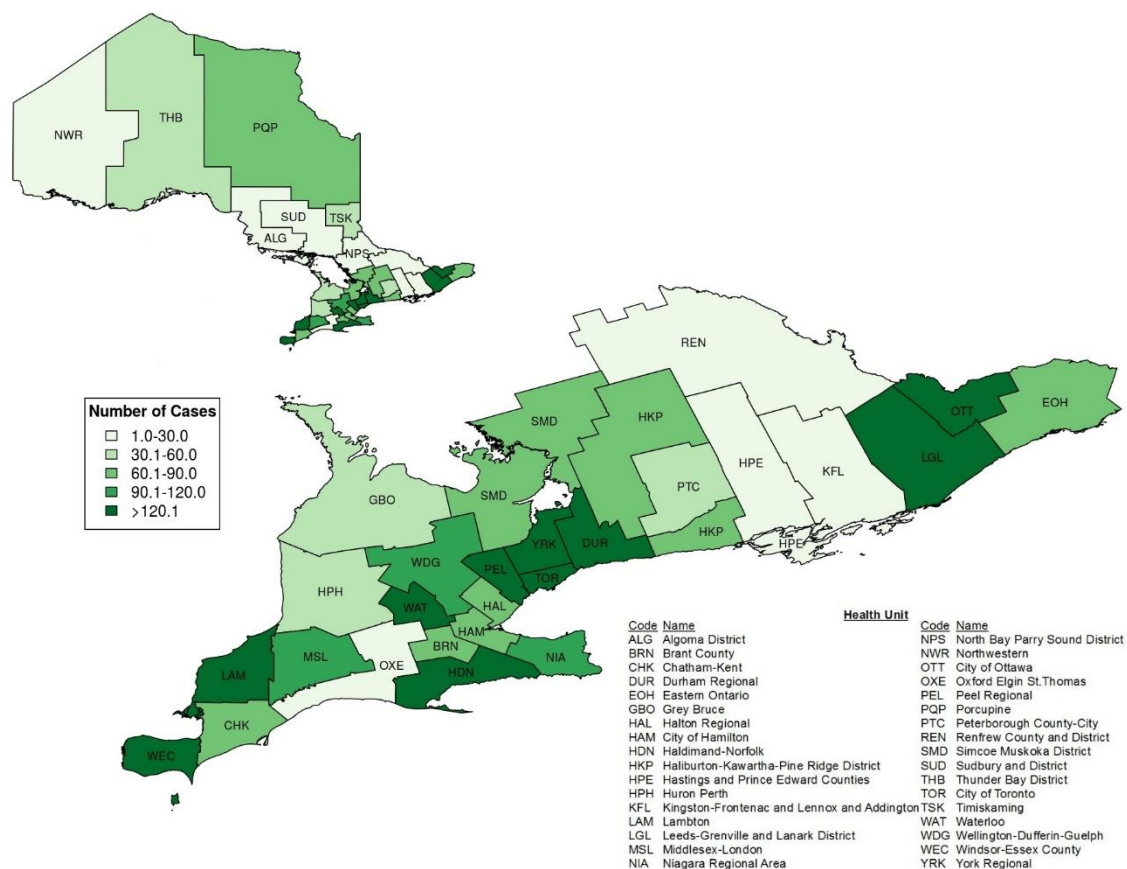 NWR
THB
PQP
SUD
TSK
ALG
NPS
Number of Cases
1.0-30.0
30.1-60.0
60.1-90.0
90.1-120.0
>120.1
REN
SMD
HKP
OTT
EOH
LGL
HPE
KFL
PTC
GBO
SMD
HKP
HPE
YRK
DUR
WDG
PEL
TOR
HPH
WAT
HAL
HAM
BRN
MSL
OXE
NIA
HDN
LAM
CHK
WEC
Health Unit
Code Name
ALG Algoma District
BRN Brant County
CHK Chatham-Kent
DUR Durham Regional
EOH Eastern Ontario
GBO Grey Bruce
HAL Halton Regional
HAM City of Hamilton
HDN Haldimand-Norfolk
HKP Haliburton-Kawartha-Pine Ridge District
HPE Hastings and Prince Edward Counties
HPH Huron Perth
KFL Kingston-Frontenac and Lennox and Addington
LAM Lambton
LGL Leeds-Grenville and Lanark District
MSL Middlesex-London
NIA Niagara Regional Area
Code Name
NPS North Bay Parry Sound District
NWR Northwestern
OTT City of Ottawa
OXE Oxford Elgin St.Thomas
PEL Peel Regional
PQP Porcupine
PTC Peterborough County-City
REN Renfrew County and District
SMD Simcoe Muskoka District
SUD Sudbury and District
THB Thunder Bay District
TOR City of Toronto
TSK Timiskaming
WAT Waterloo
WDG Wellington-Dufferin-Guelph
WEC Windsor-Essex County
YRK York Regional